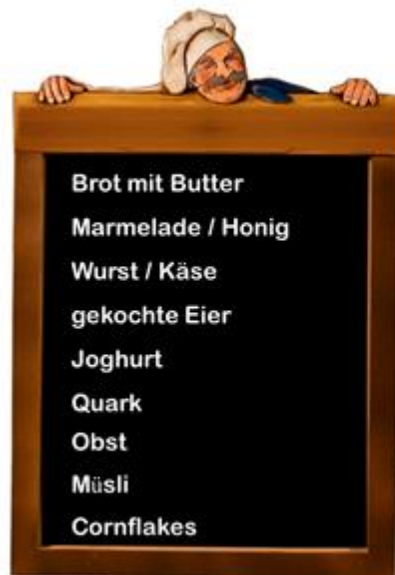 Brot mit Butter
Marmelade / Honig
Wurst / Käse
gekochte Eier
Joghurt
Quark
Obst
Müsli
Cornflakes